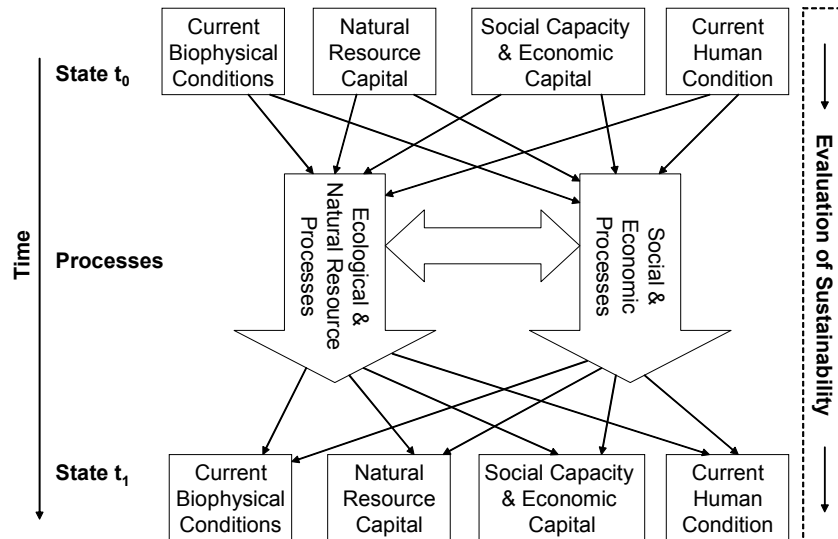 Current
Biophysical
Conditions
Natural
Resource
Capital
Social Capacity
& Economic
Capital
Current
Human
Condition
State t₀
Time
Processes
Ecological &
Natural Resource
Processes
Social &
Economic
Processes
Evaluation of Sustainability
State t₁
Current
Biophysical
Conditions
Natural
Resource
Capital
Social Capacity
& Economic
Capital
Current
Human
Condition